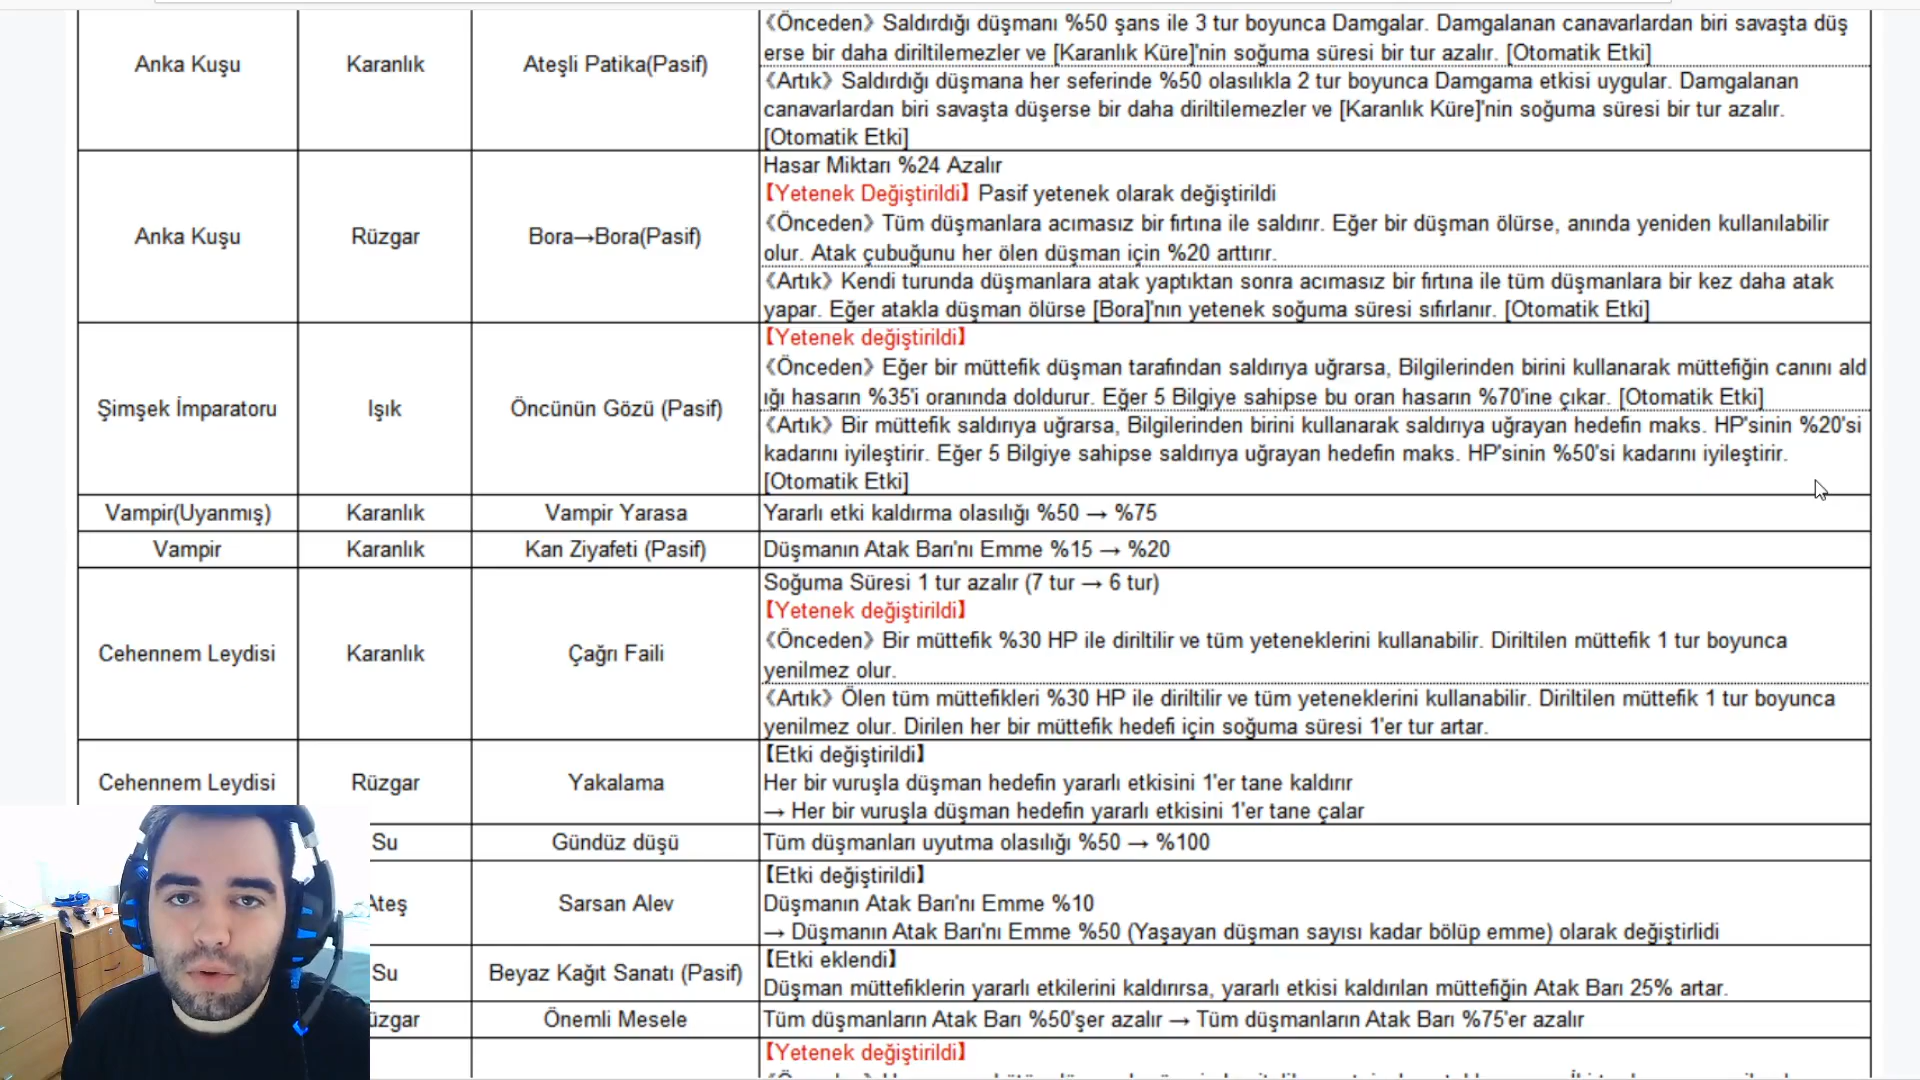 《Önceden》 Saldırdığı düşmanı %50 şans ile 3 tur boyunca Damgalar. Damgalanan canavarlardan biri savaşta düş
erse bir daha diriltilemezler ve [Karanlık Küre]'nin soğuma süresi bir tur azalır. [Otomatik Etki]
Anka Kuşu
Karanlık
Ateşli Patika(Pasif)
《Artık》 Saldırdığı düşmana her seferinde %50 olasılıkla 2 tur boyunca Damgama etkisi uygular. Damgalanan
canavarlardan biri savaşta düşerse bir daha diriltilemezler ve [Karanlık Küre]'nin soğuma süresi bir tur azalır.
[Otomatik Etki]
Anka Kuşu
Rüzgar
Bora→Bora(Pasif)
Hasar Miktarı %24 Azalır
【Yetenek Değiştirildi】 Pasif yetenek olarak değiştirildi
《Önceden》 Tüm düşmanlara acımasız bir fırtına ile saldırır. Eğer bir düşman ölürse, anında yeniden kullanılabilir
olur. Atak çubuğunu her ölen düşman için %20 arttırır.
《Artık》 Kendi turunda düşmanlara atak yaptıktan sonra acımasız bir fırtına ile tüm düşmanlara bir kez daha atak
yapar. Eğer atakla düşman ölürse [Bora]'nın yetenek soğuma süresi sıfırlanır. [Otomatik Etki]
Şimşek İmparatoru
Işık
Öncünün Gözü (Pasif)
【Yetenek değiştirildi】
《Önceden》 Eğer bir müttefik düşman tarafından saldırıya uğrarsa, Bilgilerinden birini kullanarak müttefiğin canını ald
ığı hasarın %35'i oranında doldurur. Eğer 5 Bilgiye sahipse bu oran hasarın %70'ine çıkar. [Otomatik Etki]
《Artık》 Bir müttefik saldırıya uğrarsa, Bilgilerinden birini kullanarak saldırıya uğrayan hedefin maks. HP'sinin %20'si
kadarını iyileştirir. Eğer 5 Bilgiye sahipse saldırıya uğrayan hedefin maks. HP'sinin %50'si kadarını iyileştirir.
[Otomatik Etki]
Vampir(Uyanmış)
Karanlık
Vampir Yarasa
Yararlı etki kaldırma olasılığı %50 → %75
Vampir
Karanlık
Kan Ziyafeti (Pasif)
Düşmanın Atak Barı'nı Emme %15 → %20
Cehennem Leydisi
Karanlık
Çağrı Faili
Soğuma Süresi 1 tur azalır (7 tur → 6 tur)
【Yetenek değiştirildi】
《Önceden》 Bir müttefik %30 HP ile diriltilir ve tüm yeteneklerini kullanabilir. Diriltilen müttefik 1 tur boyunca
yenilmez olur.
《Artık》 Ölen tüm müttefikleri %30 HP ile diriltilir ve tüm yeteneklerini kullanabilir. Diriltilen müttefik 1 tur boyunca
yenilmez olur. Dirilen her bir müttefik hedefi için soğuma süresi 1'er tur artar.
Cehennem Leydisi
Rüzgar
Yakalama
【Etki değiştirildi】
Her bir vuruşla düşman hedefin yararlı etkisini 1'er tane kaldırır
→ Her bir vuruşla düşman hedefin yararlı etkisini 1'er tane çalar
Su
Gündüz düşü
Tüm düşmanları uyutma olasılığı %50 → %100
Ateş
Sarsan Alev
【Etki değiştirildi】
Düşmanın Atak Barı'nı Emme %10
→ Düşmanın Atak Barı'nı Emme %50 (Yaşayan düşman sayısı kadar bölüp emme) olarak değiştirlidi
Su
Beyaz Kağıt Sanatı (Pasif)
【Etki eklendi】
Düşman müttefiklerin yararlı etkilerini kaldırırsa, yararlı etkisi kaldırılan müttefiğin Atak Barı 25% artar.
üzgar
Önemli Mesele
Tüm düşmanların Atak Barı %50'şer azalır → Tüm düşmanların Atak Barı %75'er azalır
【Yetenek değiştirildi】